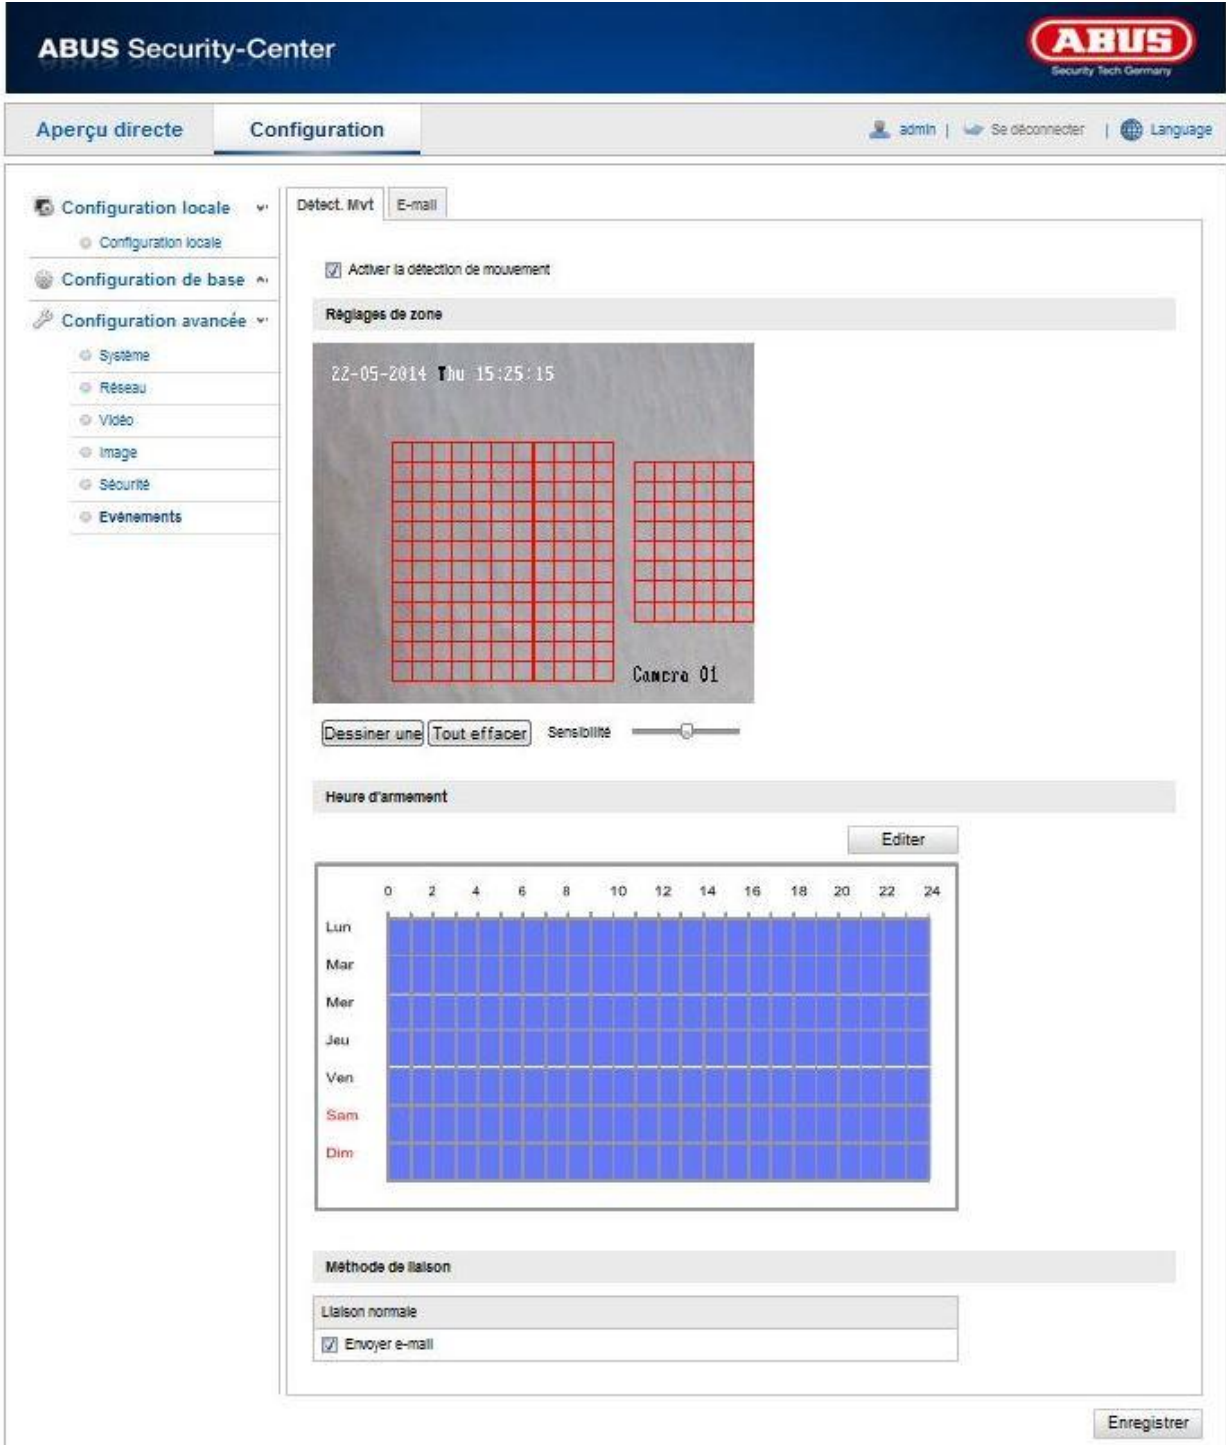 ABUS Security-Center
ABUS
Security Tech Germany
Aperçu directe
Configuration
admin | Se déconnecter | Language
Configuration locale
Configuration locale
Configuration de base
Configuration avancée
Système
Réseau
Vidéo
Image
Sécurité
Evénements
Détect. Mvt
E-mail
Activer la détection de mouvement
Réglages de zone
22-05-2014 Thu 15:25:15
Camera 01
Dessiner une
Tout effacer
Sensibilité
Heure d'armement
Editer
0 2 4 6 8 10 12 14 16 18 20 22 24
Lun
Mar
Mer
Jeu
Ven
Sam
Dim
Méthode de liaison
Liaison normale
Envoyer e-mail
Enregistrer